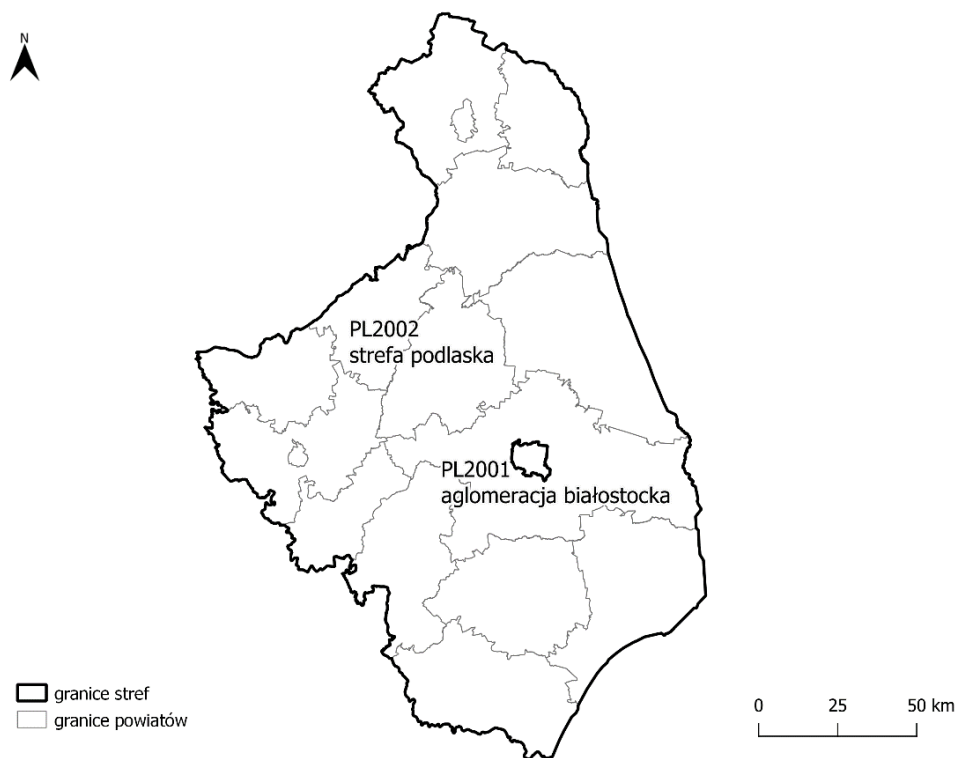 N
PL2002
strefa podlaska
PL2001
aglomeracja białostocka
granice stref
granice powiatów
0 25 50 km